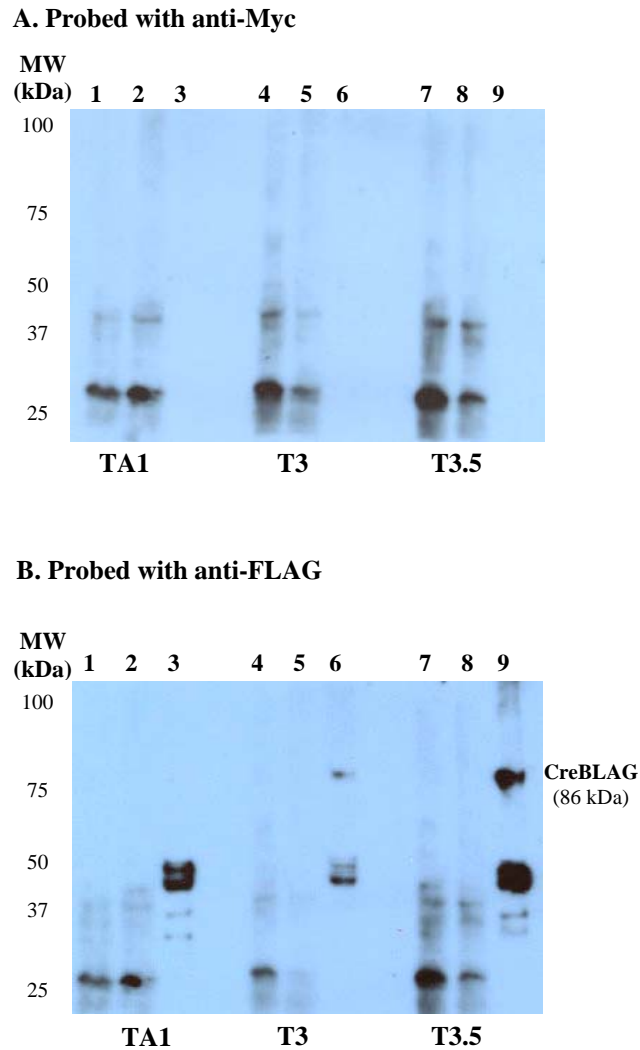 A. Probed with anti-Myc
MW
(kDa) 1 2 3 4 5 6 7 8 9
100
75
50
37
25
TA1 T3 T3.5
B. Probed with anti-FLAG
MW
(kDa) 1 2 3 4 5 6 7 8 9
100
75
CreBLAG
(86 kDa)
50
37
25
TA1 T3 T3.5